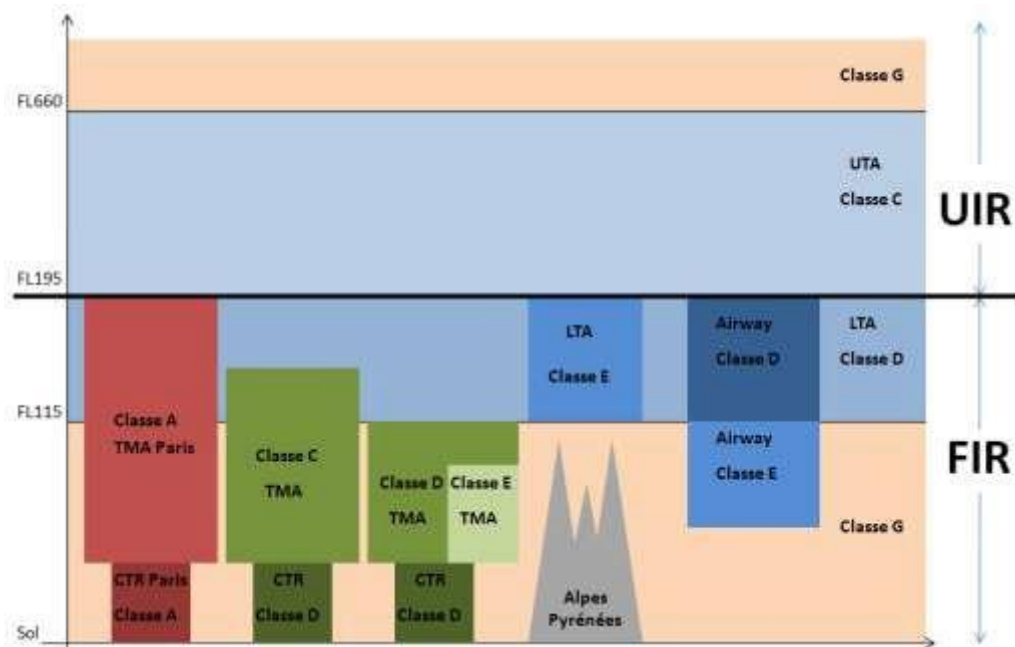 Classe G
FL660
UTA
Classe C
UIR
FL195
LTA
Classe E
Airway
Classe D
LTA
Classe D
FL115
Classe A
TMA Paris
Classe C
TMA
Classe D
TMA
Classe E
TMA
Airway
Classe E
FIR
Classe G
CTR Paris
Classe A
CTR
Classe D
CTR
Classe D
Alpes
Pyrénées
Sol